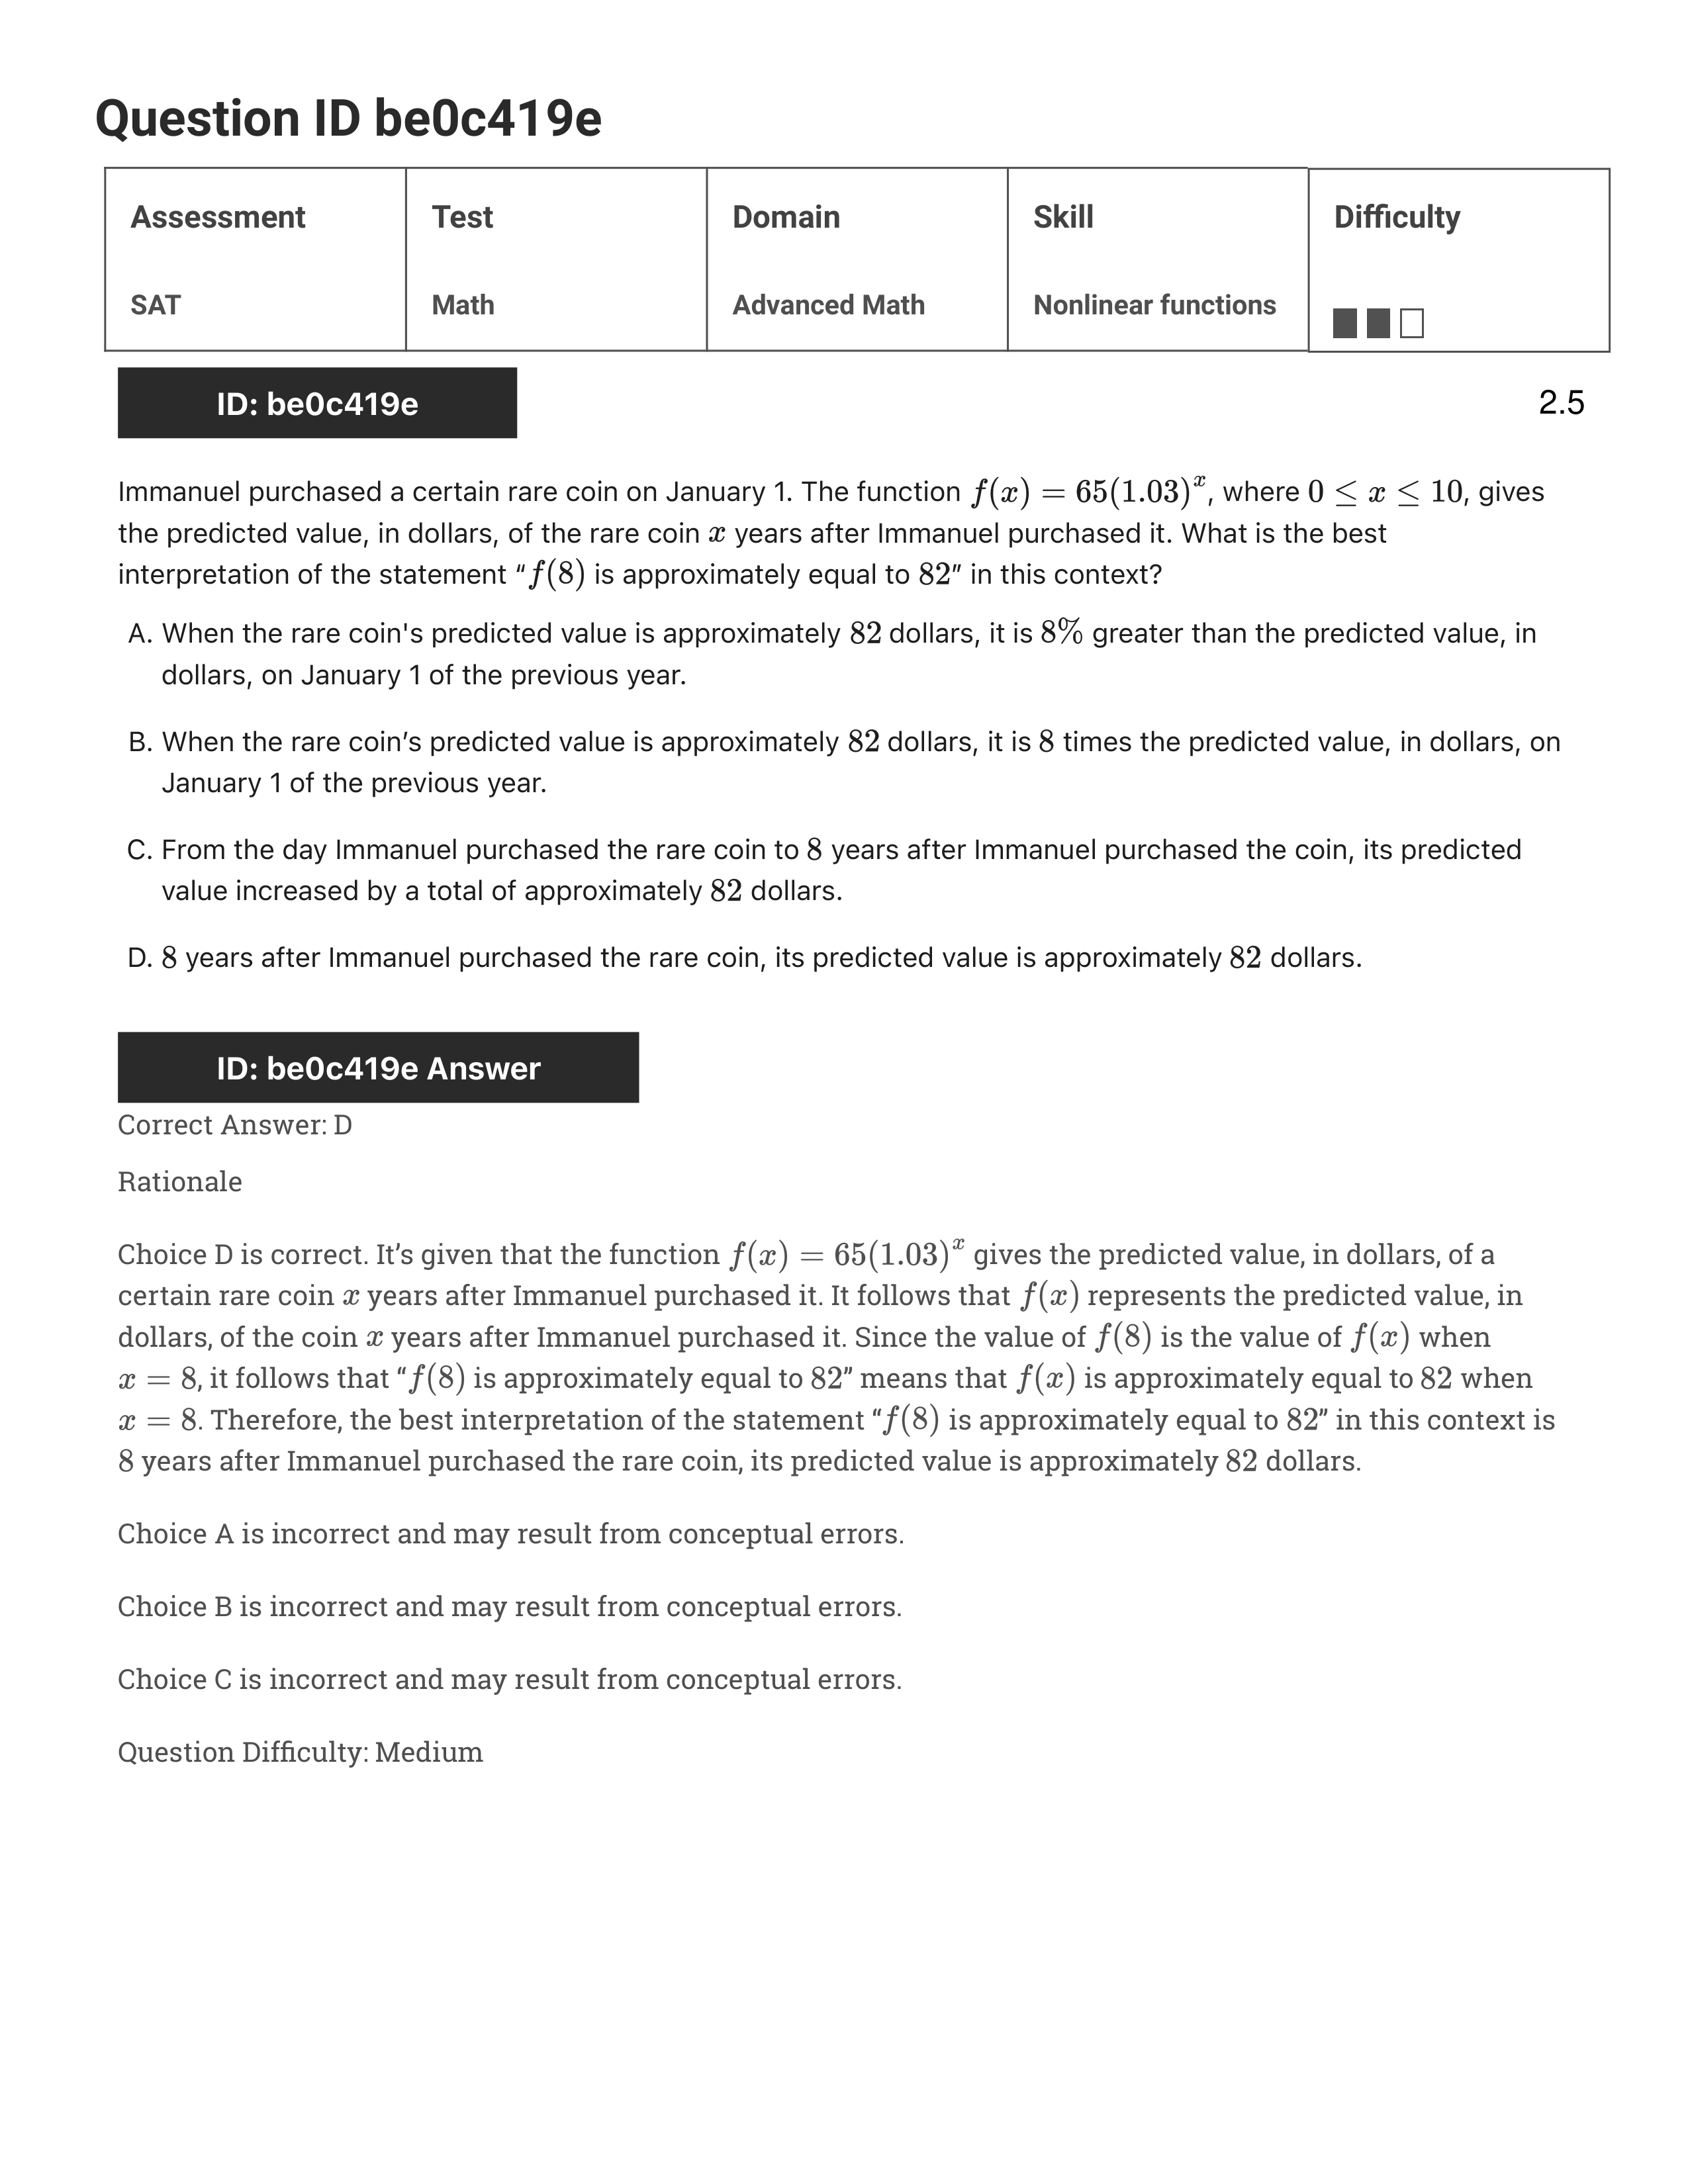 Question ID be0c419e
Assessment Test Domain Skill Difficulty
SAT Math Advanced Math Nonlinear functions
ID: be0c419e 2.5
Immanuel purchased a certain rare coin on January 1. The function f(x) = 65(1.03)^x, where 0 ≤ x ≤ 10, gives
the predicted value, in dollars, of the rare coin x years after Immanuel purchased it. What is the best
interpretation of the statement “f(8) is approximately equal to 82” in this context?
A. When the rare coin's predicted value is approximately 82 dollars, it is 8% greater than the predicted value, in
dollars, on January 1 of the previous year.
B. When the rare coin’s predicted value is approximately 82 dollars, it is 8 times the predicted value, in dollars, on
January 1 of the previous year.
C. From the day Immanuel purchased the rare coin to 8 years after Immanuel purchased the coin, its predicted
value increased by a total of approximately 82 dollars.
D. 8 years after Immanuel purchased the rare coin, its predicted value is approximately 82 dollars.
ID: be0c419e Answer
Correct Answer: D
Rationale
Choice D is correct. It’s given that the function f(x) = 65(1.03)^x gives the predicted value, in dollars, of a
certain rare coin x years after Immanuel purchased it. It follows that f(x) represents the predicted value, in
dollars, of the coin x years after Immanuel purchased it. Since the value of f(8) is the value of f(x) when
x = 8, it follows that “f(8) is approximately equal to 82” means that f(x) is approximately equal to 82 when
x = 8. Therefore, the best interpretation of the statement “f(8) is approximately equal to 82” in this context is
8 years after Immanuel purchased the rare coin, its predicted value is approximately 82 dollars.
Choice A is incorrect and may result from conceptual errors.
Choice B is incorrect and may result from conceptual errors.
Choice C is incorrect and may result from conceptual errors.
Question Difficulty: Medium